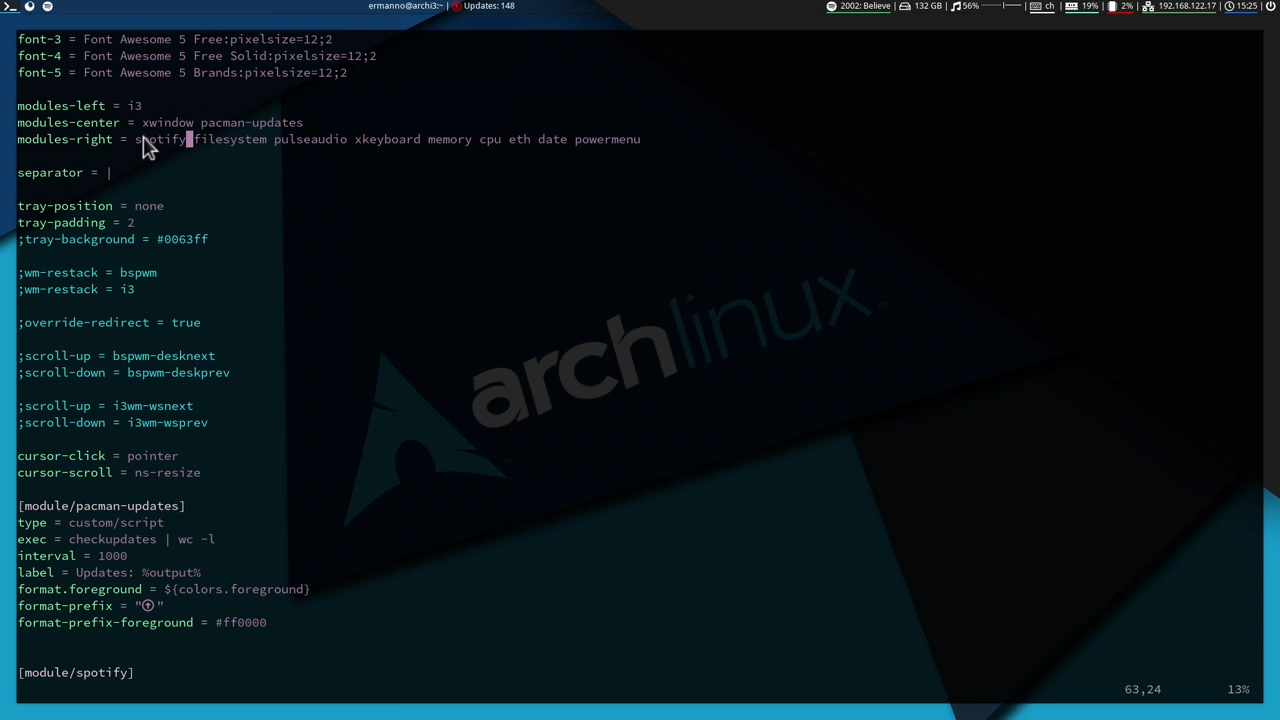 ermanno@archi3:~ | Updates: 148
2002: Believe | 132 GB | 56% | ch | 19% | 2% | 192.168.122.17 | 15:25 |
font-3 = Font Awesome 5 Free:pixelsize=12;2
font-4 = Font Awesome 5 Free Solid:pixelsize=12;2
font-5 = Font Awesome 5 Brands:pixelsize=12;2
modules-left = i3
modules-center = xwindow pacman-updates
modules-right = spotify filesystem pulseaudio xkeyboard memory cpu eth date powermenu
separator = |
tray-position = none
tray-padding = 2
;tray-background = #0063ff
;wm-restack = bspwm
;wm-restack = i3
;override-redirect = true
;scroll-up = bspwm-desknext
;scroll-down = bspwm-deskprev
;scroll-up = i3wm-wsnext
;scroll-down = i3wm-wsprev
cursor-click = pointer
cursor-scroll = ns-resize
[module/pacman-updates]
type = custom/script
exec = checkupdates | wc -l
interval = 1000
label = Updates: %output%
format.foreground = ${colors.foreground}
format-prefix = " "
format-prefix-foreground = #ff0000
[module/spotify]
63,24 13%
archlinux™
™